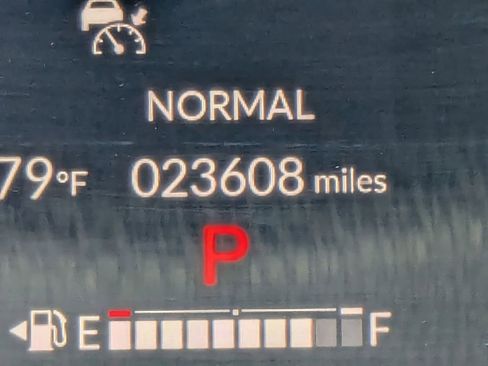 NORMAL
79°F 023608 miles
P
E F